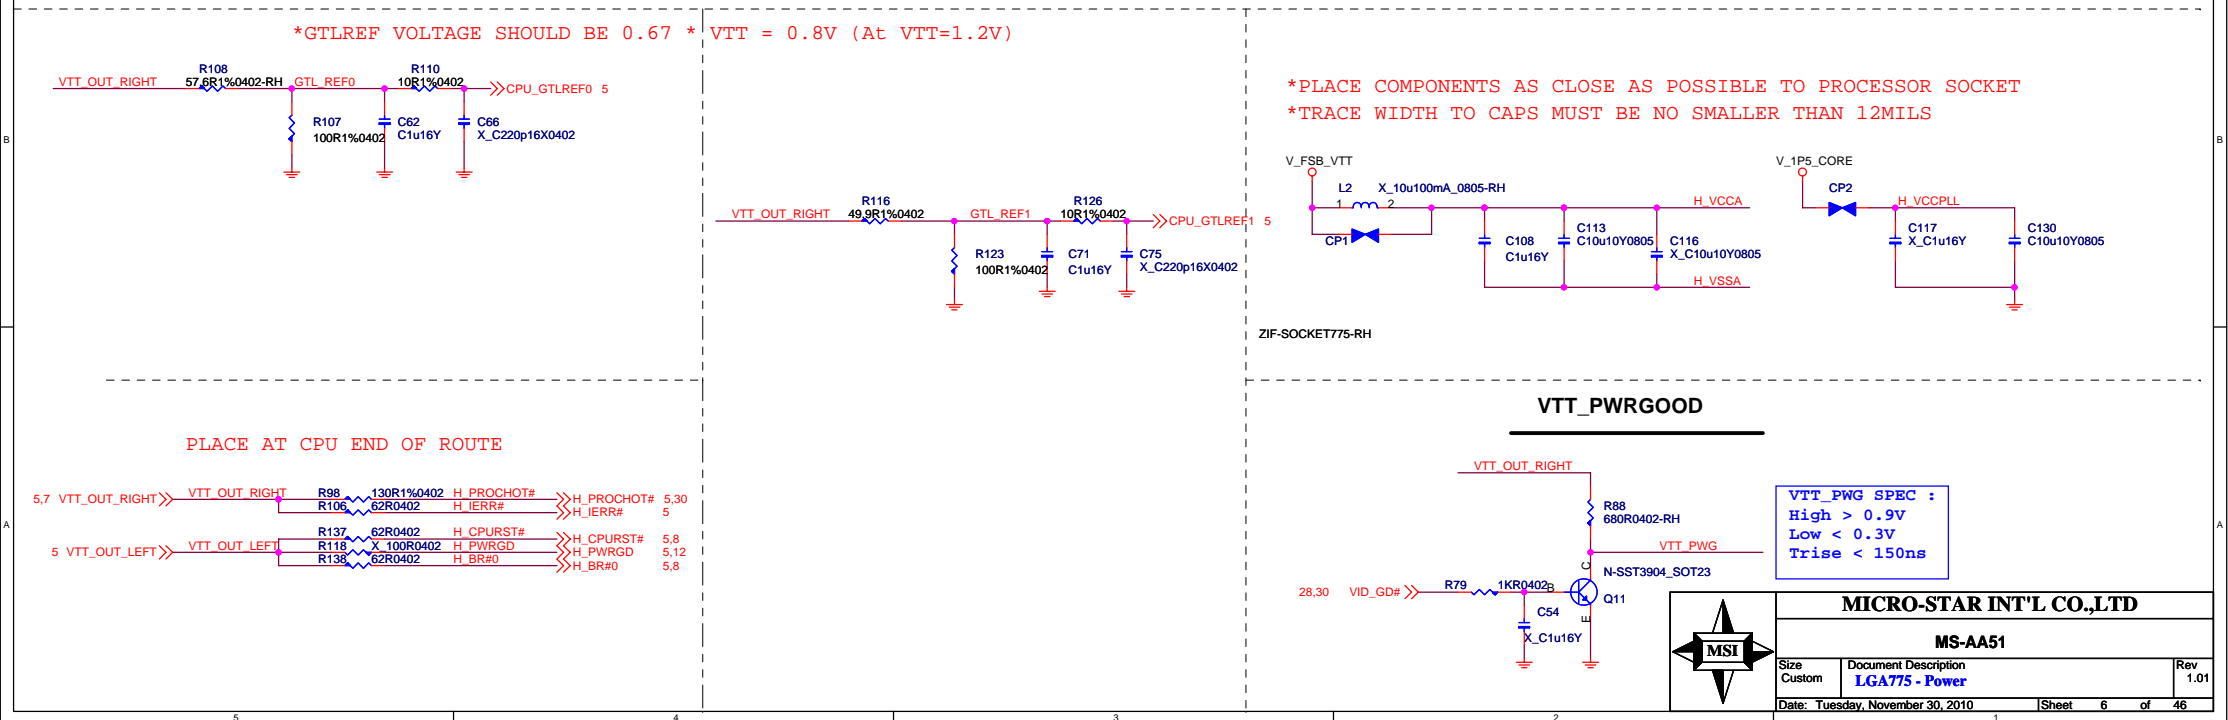 *GTLREF VOLTAGE SHOULD BE 0.67 * VTT = 0.8V (At VTT=1.2V)
VTT_OUT_RIGHT
R108
57.6R1%0402-RH
GTL_REF0
R110
10R1%0402
CPU_GTLREF0 5
R107
100R1%0402
C62
C1u16Y
C66
X_C220p16X0402
B
VTT_OUT_RIGHT
R116
49.9R1%0402
GTL_REF1
R126
10R1%0402
CPU_GTLREF1 5
R123
100R1%0402
C71
C1u16Y
C75
X_C220p16X0402
*PLACE COMPONENTS AS CLOSE AS POSSIBLE TO PROCESSOR SOCKET
*TRACE WIDTH TO CAPS MUST BE NO SMALLER THAN 12MILS
B
V_FSB_VTT
L2 X_10u100mA_0805-RH
1 2
CP1
H_VCCA
C108
C1u16Y
C113
C10u10Y0805
C116
X_C10u10Y0805
H_VSSA
V_1P5_CORE
CP2
H_VCCPLL
C117
X_C1u16Y
C130
C10u10Y0805
ZIF-SOCKET775-RH
PLACE AT CPU END OF ROUTE
5,7 VTT_OUT_RIGHT VTT_OUT_RIGHT R98 130R1%0402 H_PROCHOT# H_PROCHOT# 5,30
R106 62R0402 H_IERR# H_IERR# 5
R137 62R0402 H_CPURST# H_CPURST# 5,8
5 VTT_OUT_LEFT VTT_OUT_LEFT R118 X_100R0402 H_PWRGD H_PWRGD 5,12
R138 62R0402 H_BR#0 H_BR#0 5,8
A
VTT_PWRGOOD
VTT_OUT_RIGHT
R88
680R0402-RH
VTT_PWG
C
N-SST3904_SOT23
28,30 VID_GD# R79 1KR0402 B
Q11
E
C54
X_C1u16Y
VTT_PWG SPEC :
High > 0.9V
Low < 0.3V
Trise < 150ns
A
MSI
MICRO-STAR INT'L CO.,LTD
MS-AA51
Size
Custom
Document Description
LGA775 - Power
Rev
1.01
Date: Tuesday, November 30, 2010 Sheet 6 of 46
5 4 3 2 1